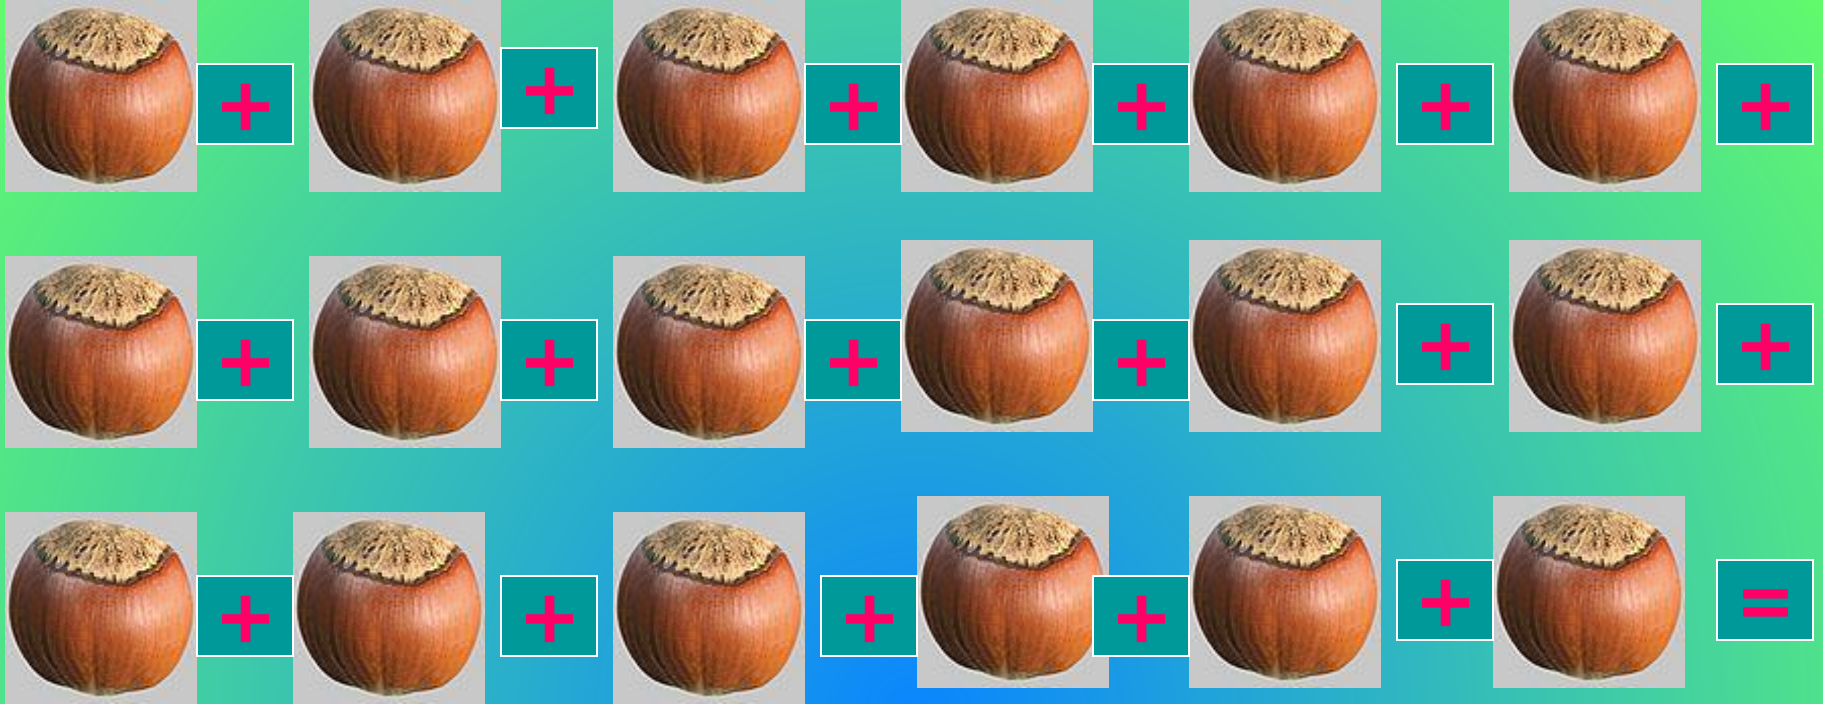 + + + + + +
+ + + + + +
+ + + + + =